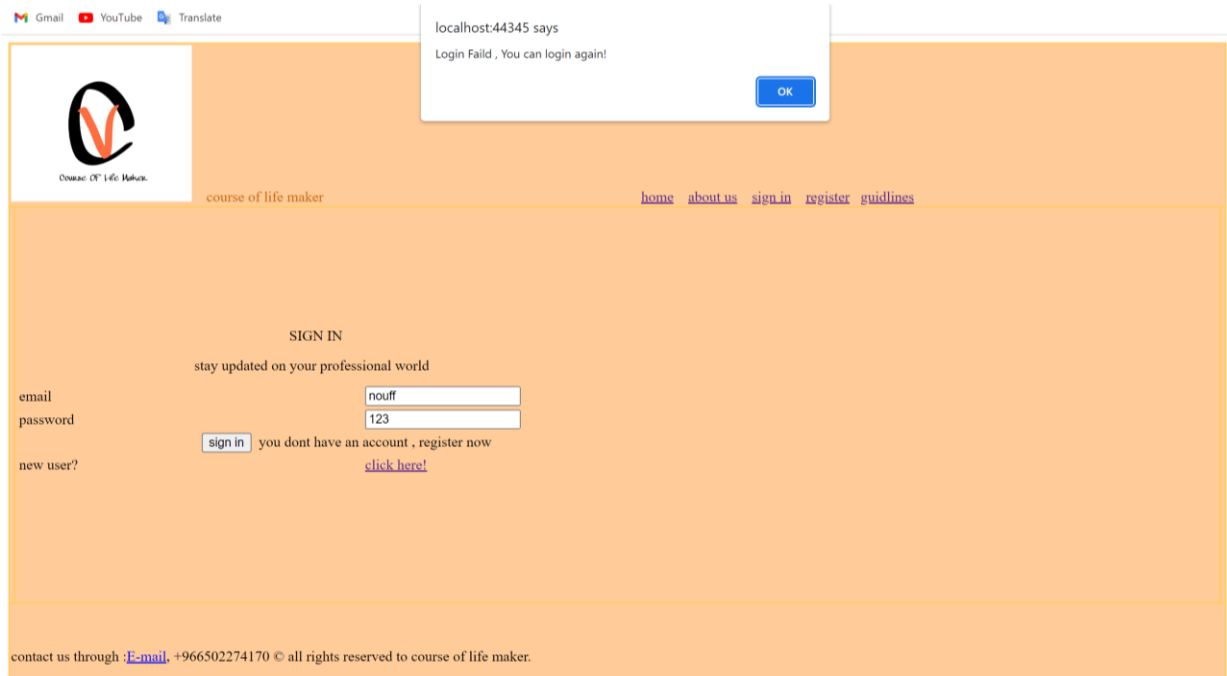 Gmail YouTube Translate
localhost:44345 says
Login Faild , You can login again!
OK
CV
Course Of Life Maker
course of life maker
home about us sign in register guidlines
SIGN IN
stay updated on your professional world
email nouff
password 123
sign in you dont have an account , register now
new user? click here!
contact us through :E-mail, +966502274170 © all rights reserved to course of life maker.